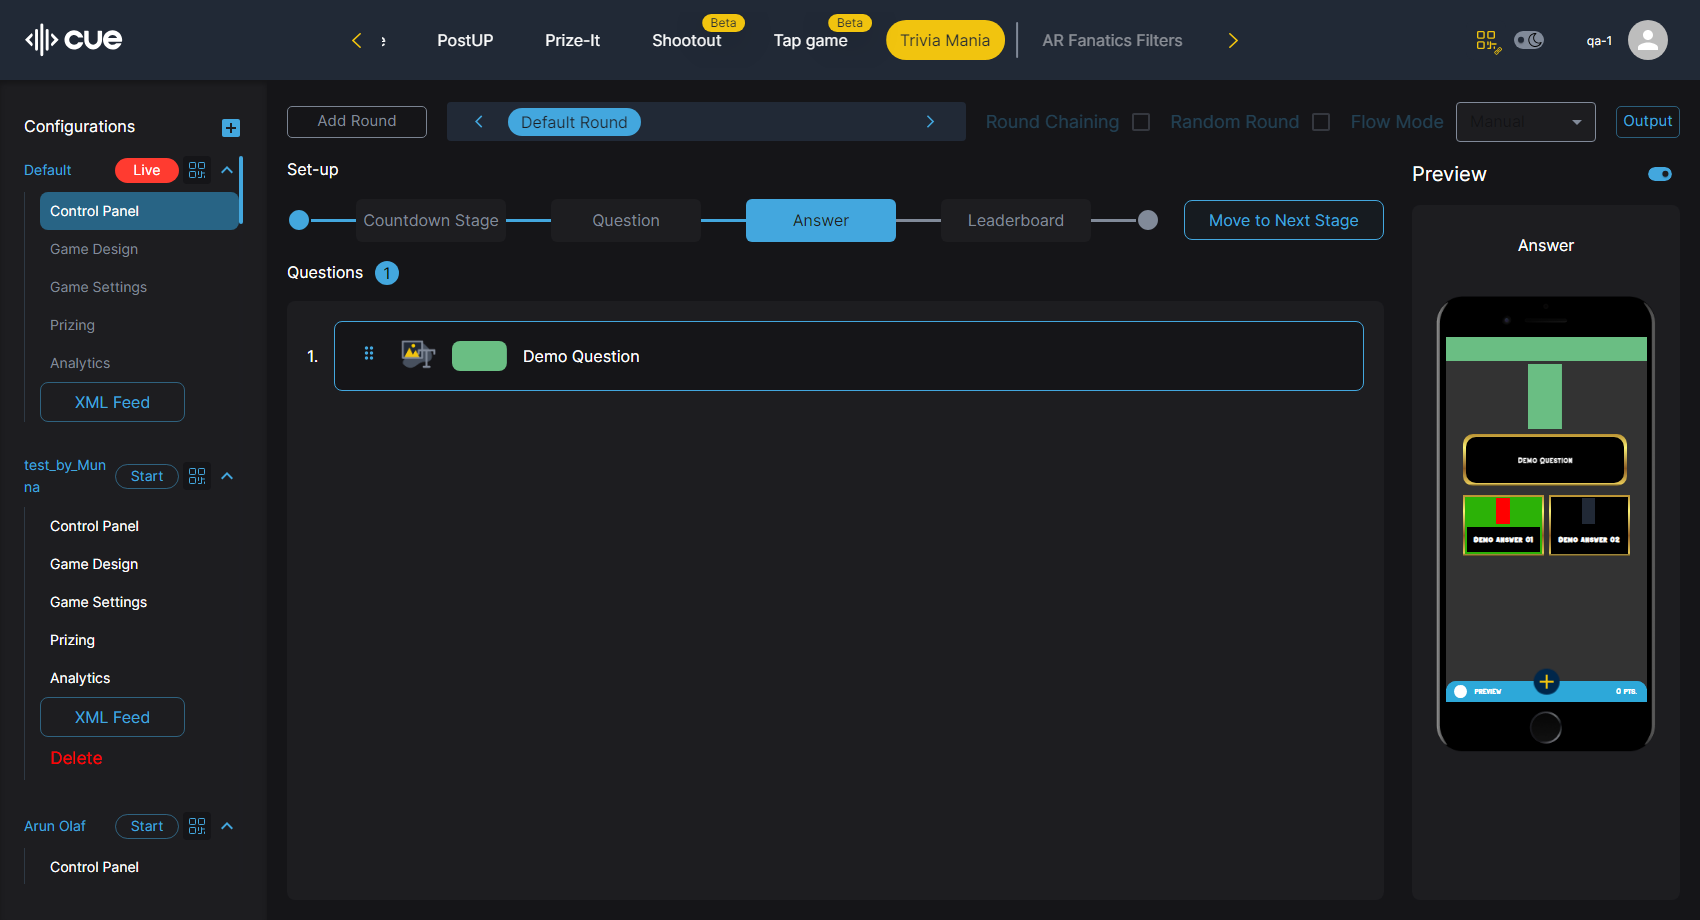 cue
PostUP
Prize-It
Shootout
Beta
Tap game
Beta
Trivia Mania
AR Fanatics Filters
qa-1
Configurations
Default
Live
Control Panel
Game Design
Game Settings
Prizing
Analytics
XML Feed
test_by_Mun
na
Start
Control Panel
Game Design
Game Settings
Prizing
Analytics
XML Feed
Delete
Arun Olaf
Start
Control Panel
Add Round
Default Round
Round Chaining
Random Round
Flow Mode
Manual
Output
Set-up
Countdown Stage
Question
Answer
Leaderboard
Move to Next Stage
Questions 1
1.
Demo Question
Preview
Answer
Demo Question
Demo Answer 01
Demo Answer 02
PREVIEW
0 PTS.